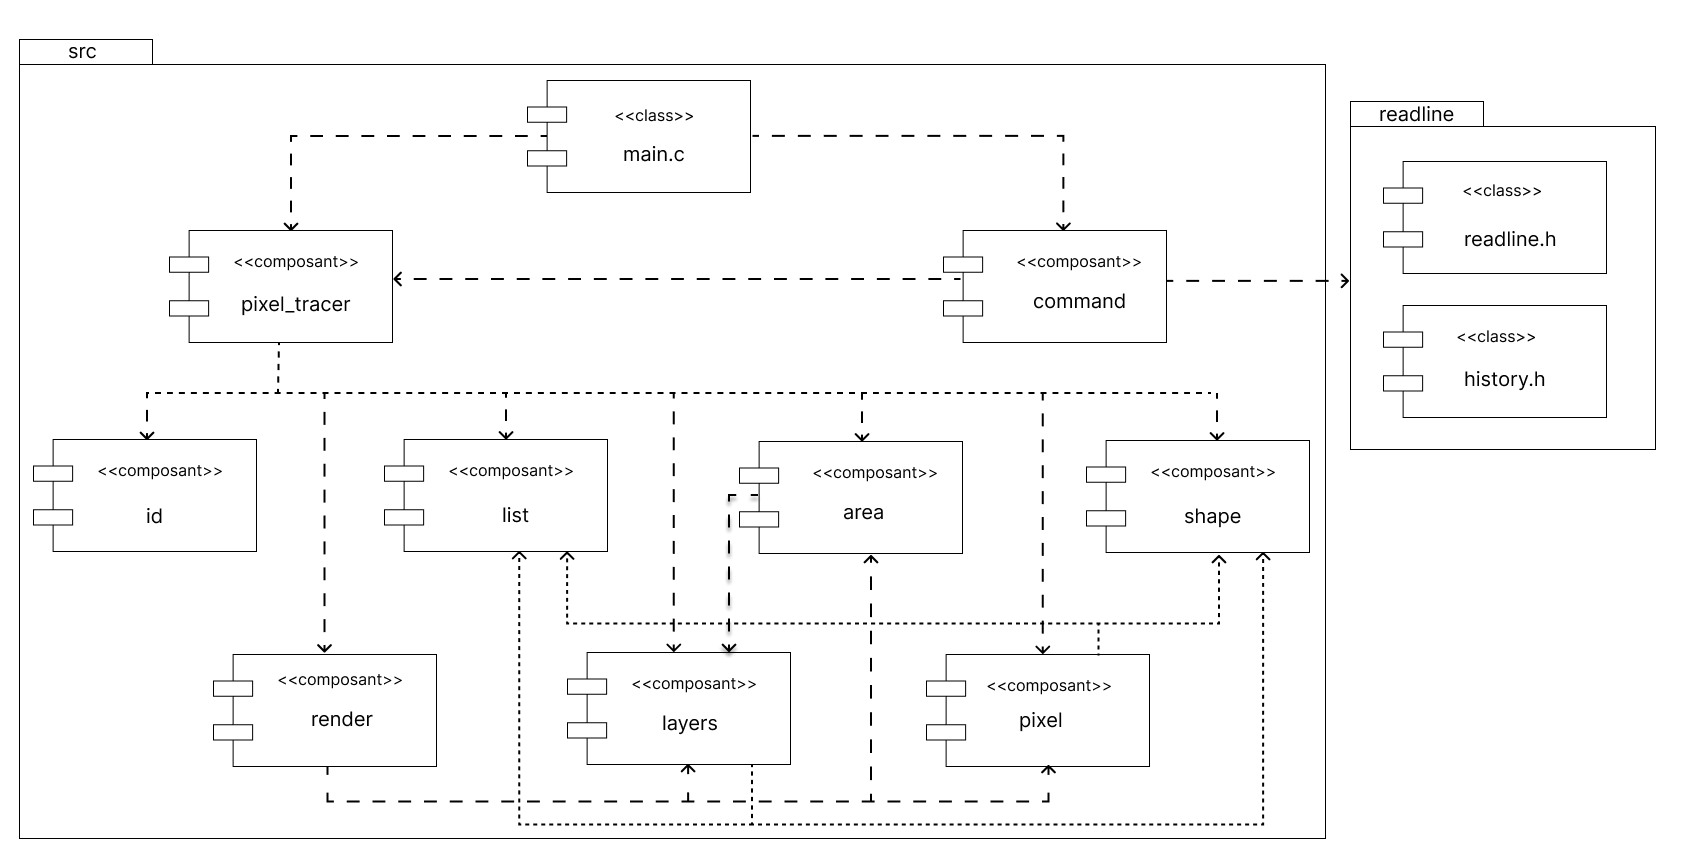 src
<<class>>
main.c
readline
<<class>>
readline.h
<<class>>
history.h
<<composant>>
pixel_tracer
<<composant>>
command
<<composant>>
id
<<composant>>
list
<<composant>>
area
<<composant>>
shape
<<composant>>
render
<<composant>>
layers
<<composant>>
pixel